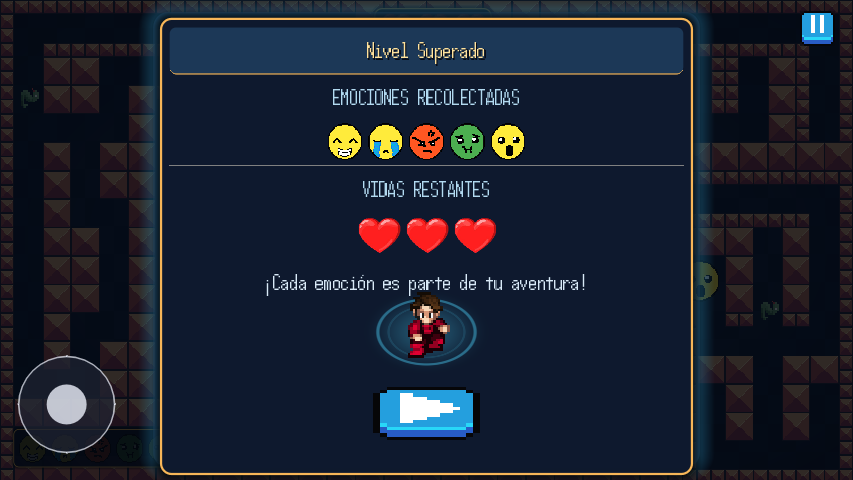 Nivel Superado
EMOCIONES RECOLECTADAS
VIDAS RESTANTES
¡Cada emoción es parte de tu aventura!